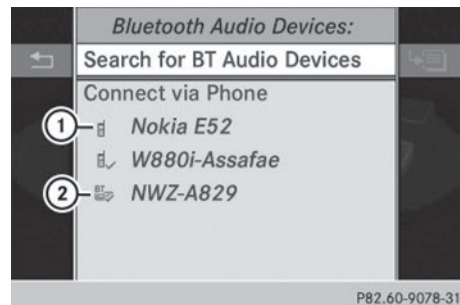 Bluetooth Audio Devices:
Search for BT Audio Devices
Connect via Phone
1 Nokia E52
W880i-Assafae
2 BT NWZ-A829
P82.60-9078-31